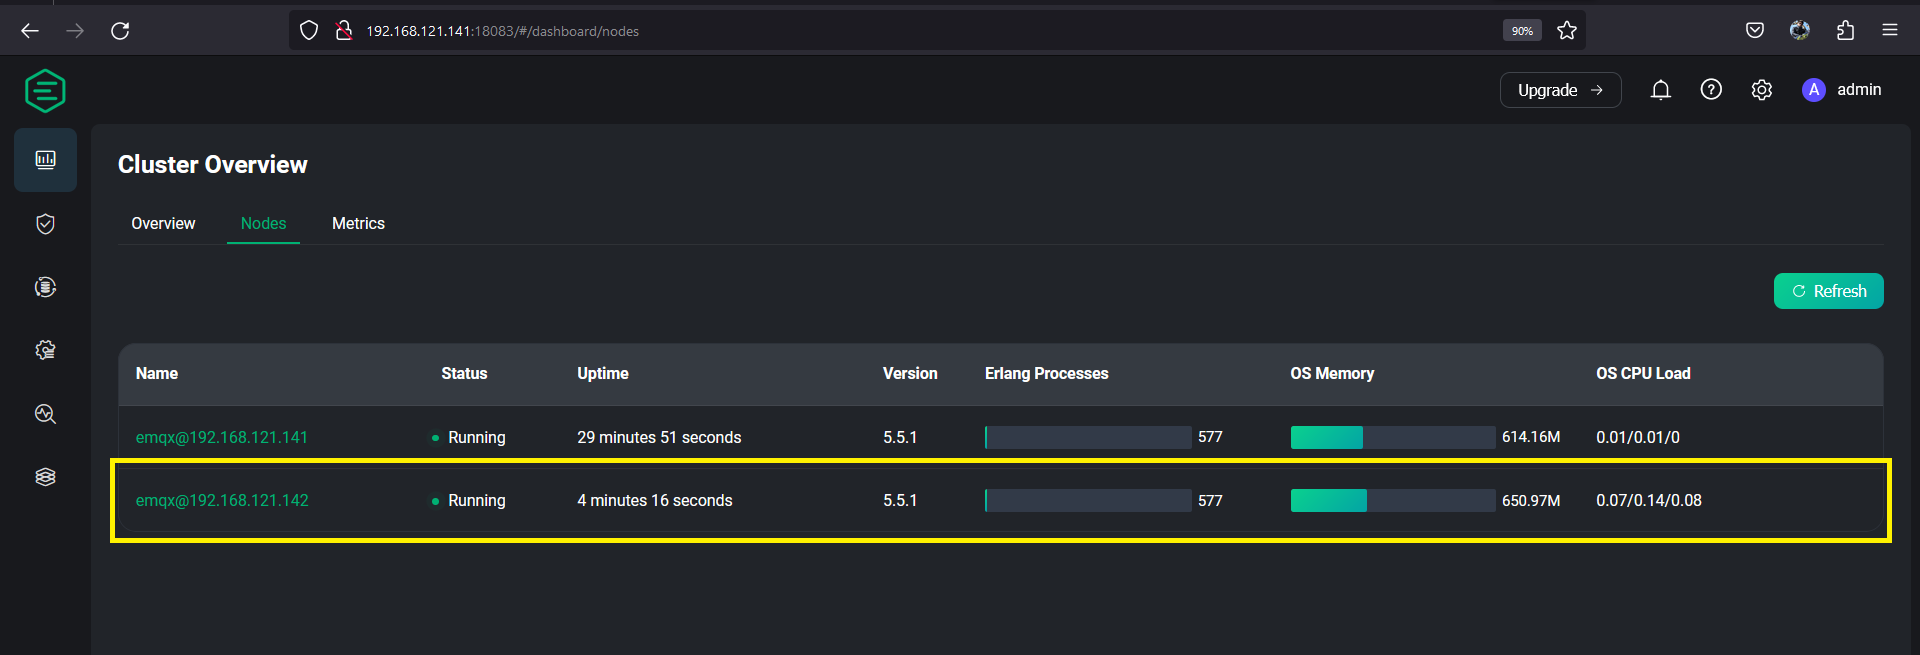 192.168.121.141:18083/#/dashboard/nodes 90%
Upgrade → A admin
Cluster Overview
Overview Nodes Metrics
Refresh
Name Status Uptime Version Erlang Processes OS Memory OS CPU Load
emqx@192.168.121.141 Running 29 minutes 51 seconds 5.5.1 577 614.16M 0.01/0.01/0
emqx@192.168.121.142 Running 4 minutes 16 seconds 5.5.1 577 650.97M 0.07/0.14/0.08